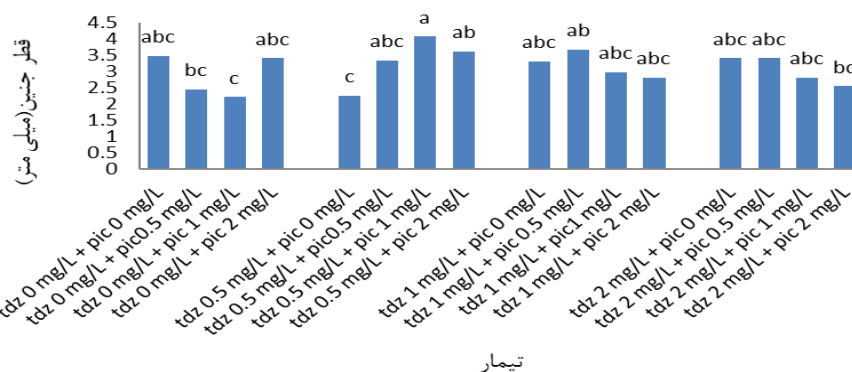 قطر جنین(میلی متر)
4.5
3.5
2.5
2
1.5
1
0.5
0
abc
bc
c
abc
c
abc
a
ab
abc
ab
abc
abc
abc
abc
abc
bc
tdz 0 mg/L + pic 0 mg/L
tdz 0 mg/L + pic0.5 mg/L
tdz 0 mg/L + pic 1 mg/L
tdz 0 mg/L + pic 2 mg/L
tdz 0.5 mg/L + pic 0 mg/L
tdz 0.5 mg/L + pic0.5 mg/L
tdz 0.5 mg/L + pic 1 mg/L
tdz 0.5 mg/L + pic 2 mg/L
tdz 1 mg/L + pic 0 mg/L
tdz 1 mg/L + pic 0.5 mg/L
tdz 1 mg/L + pic1 mg/L
tdz 1 mg/L + pic 2 mg/L
tdz 2 mg/L + pic 0 mg/L
tdz 2 mg/L + pic 0.5 mg/L
tdz 2 mg/L + pic 1 mg/L
tdz 2 mg/L + pic 2 mg/L
تیمار